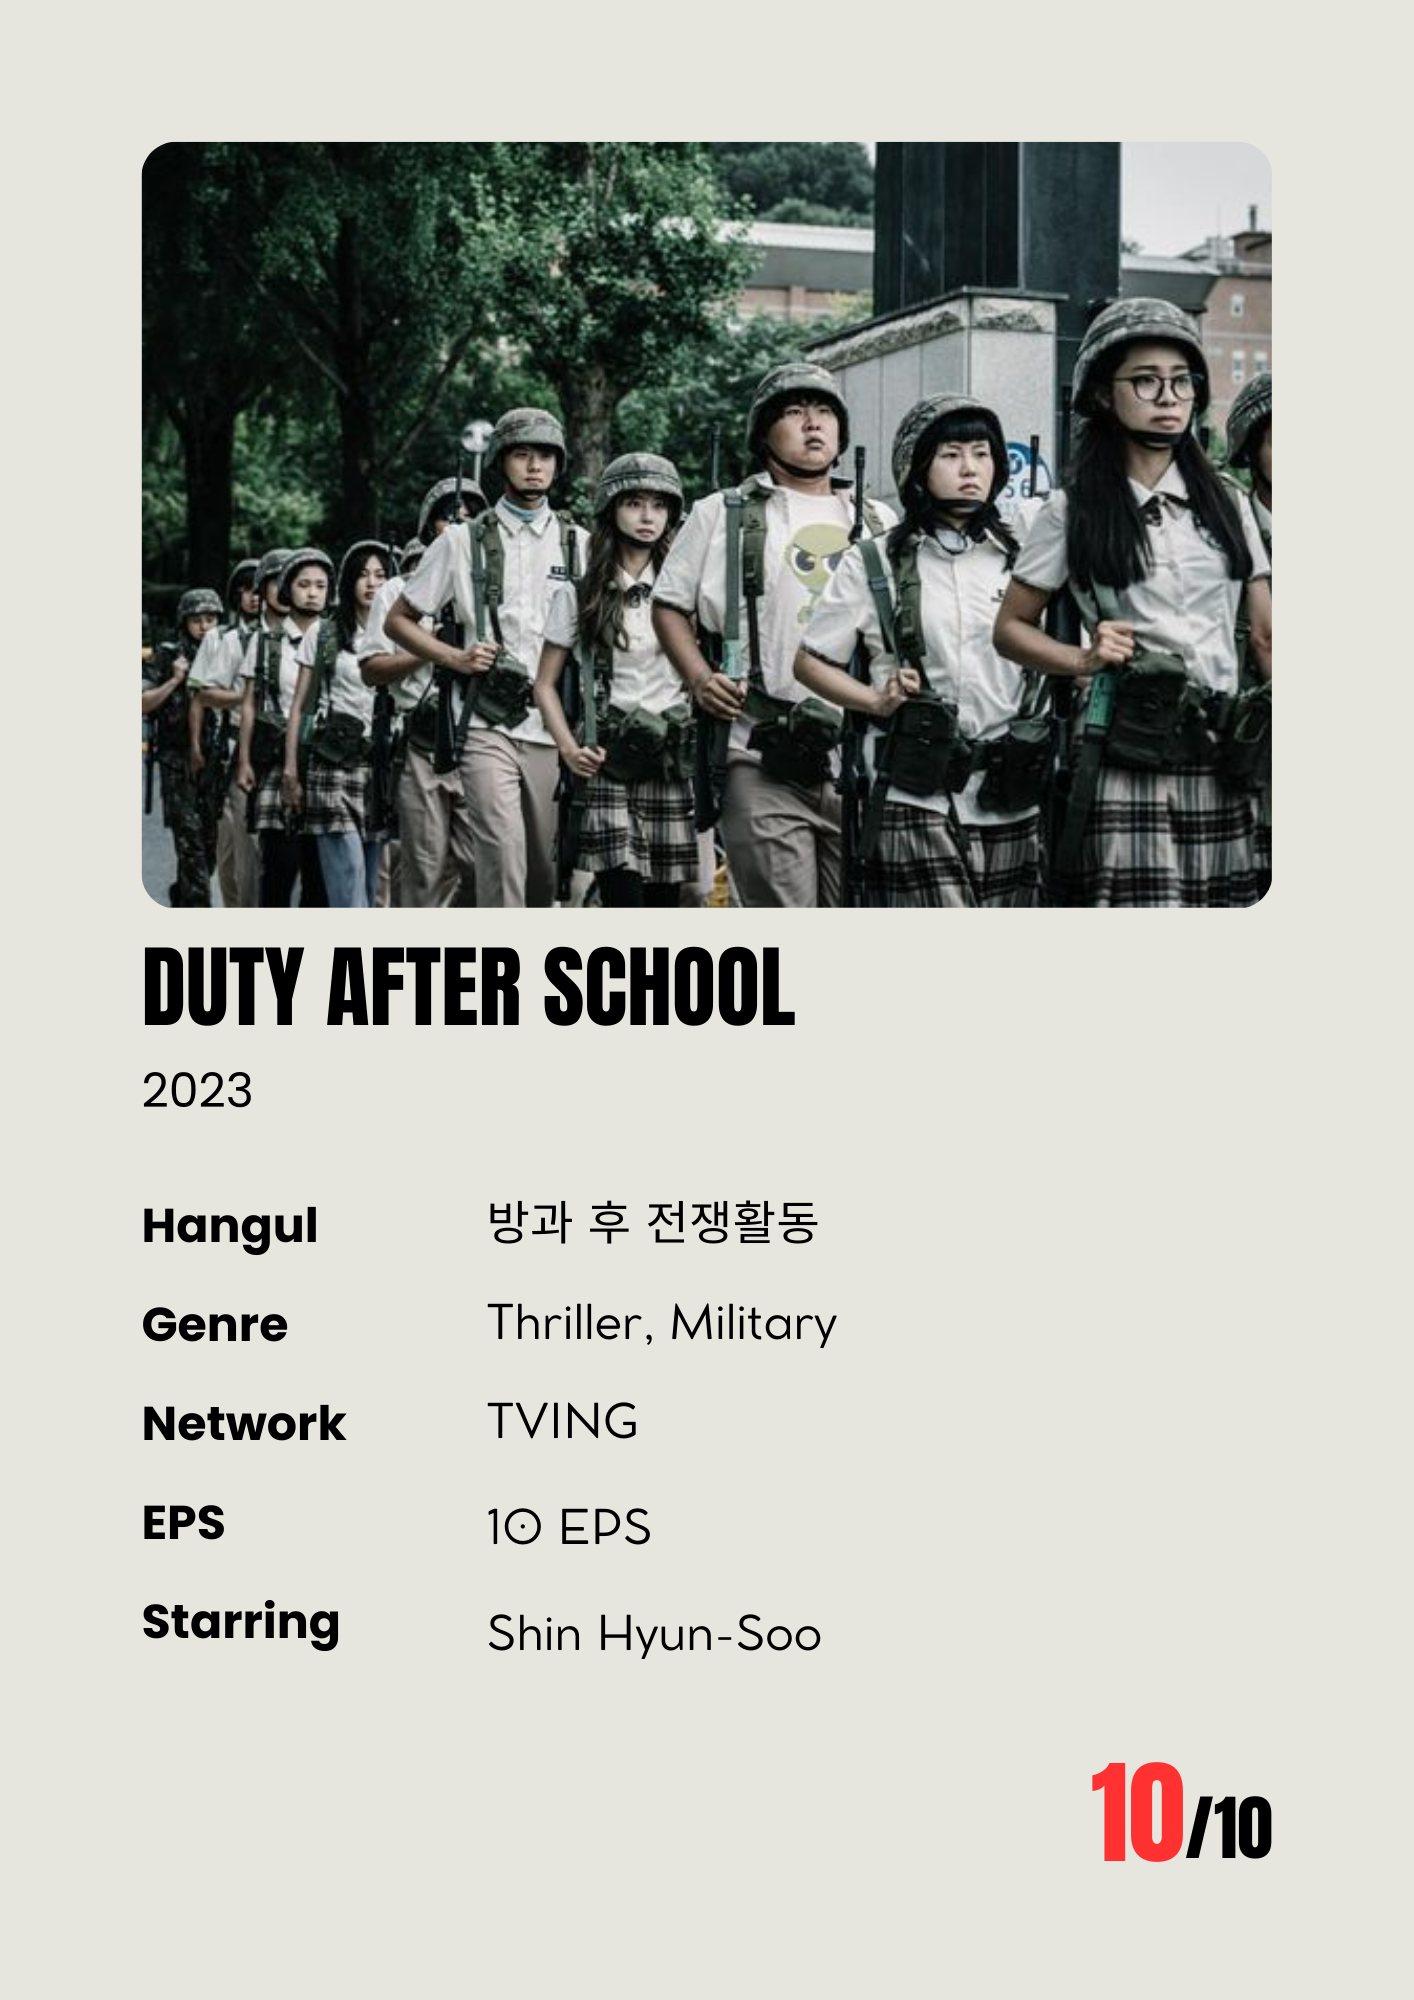 DUTY AFTER SCHOOL
2023
Hangul 방과 후 전쟁활동
Genre Thriller, Military
Network TVING
EPS 10 EPS
Starring Shin Hyun-Soo
10/10